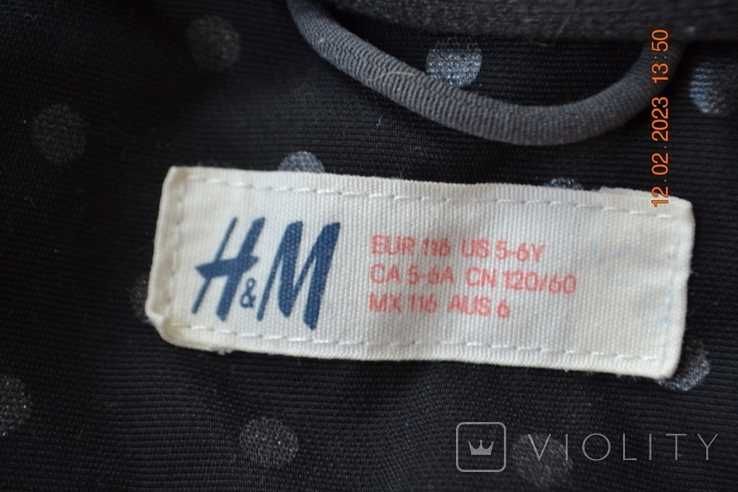 H&M
EUR 116 US 5-6Y
CA 5-6A CN 120/60
MX 116 AUS 6
12.02.2023 13:50
VIOLITY